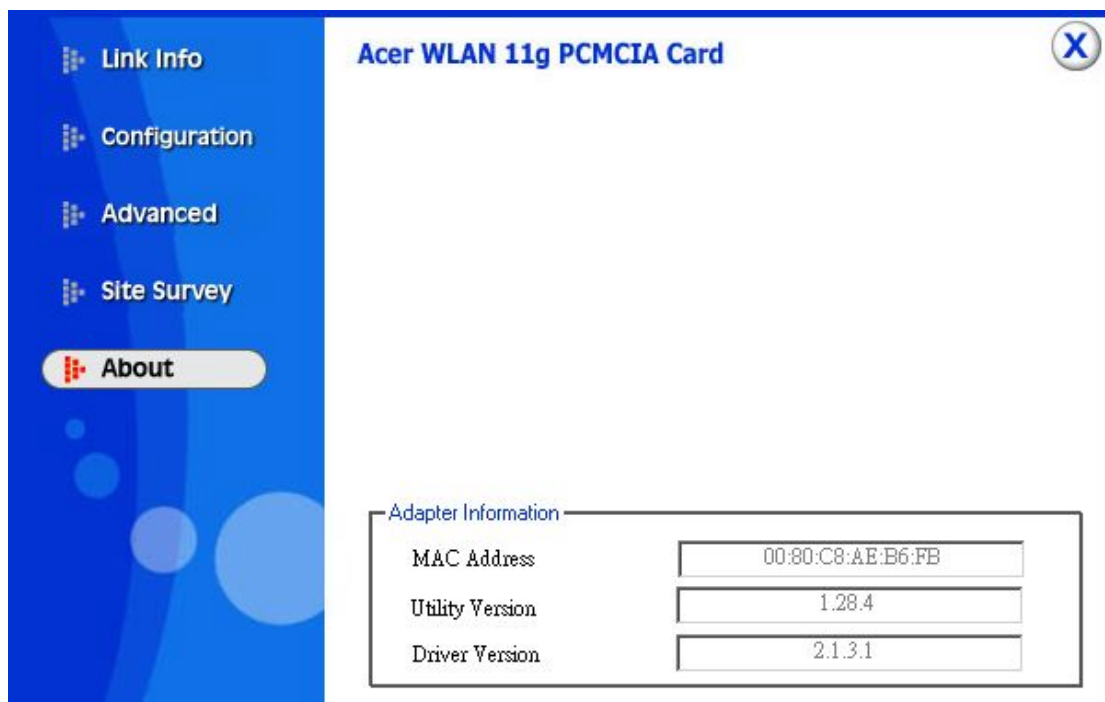 Link Info
Configuration
Advanced
Site Survey
About
Acer WLAN 11g PCMCIA Card
X
Adapter Information
MAC Address 00:80:C8:AE:B6:FB
Utility Version 1.28.4
Driver Version 2.1.3.1